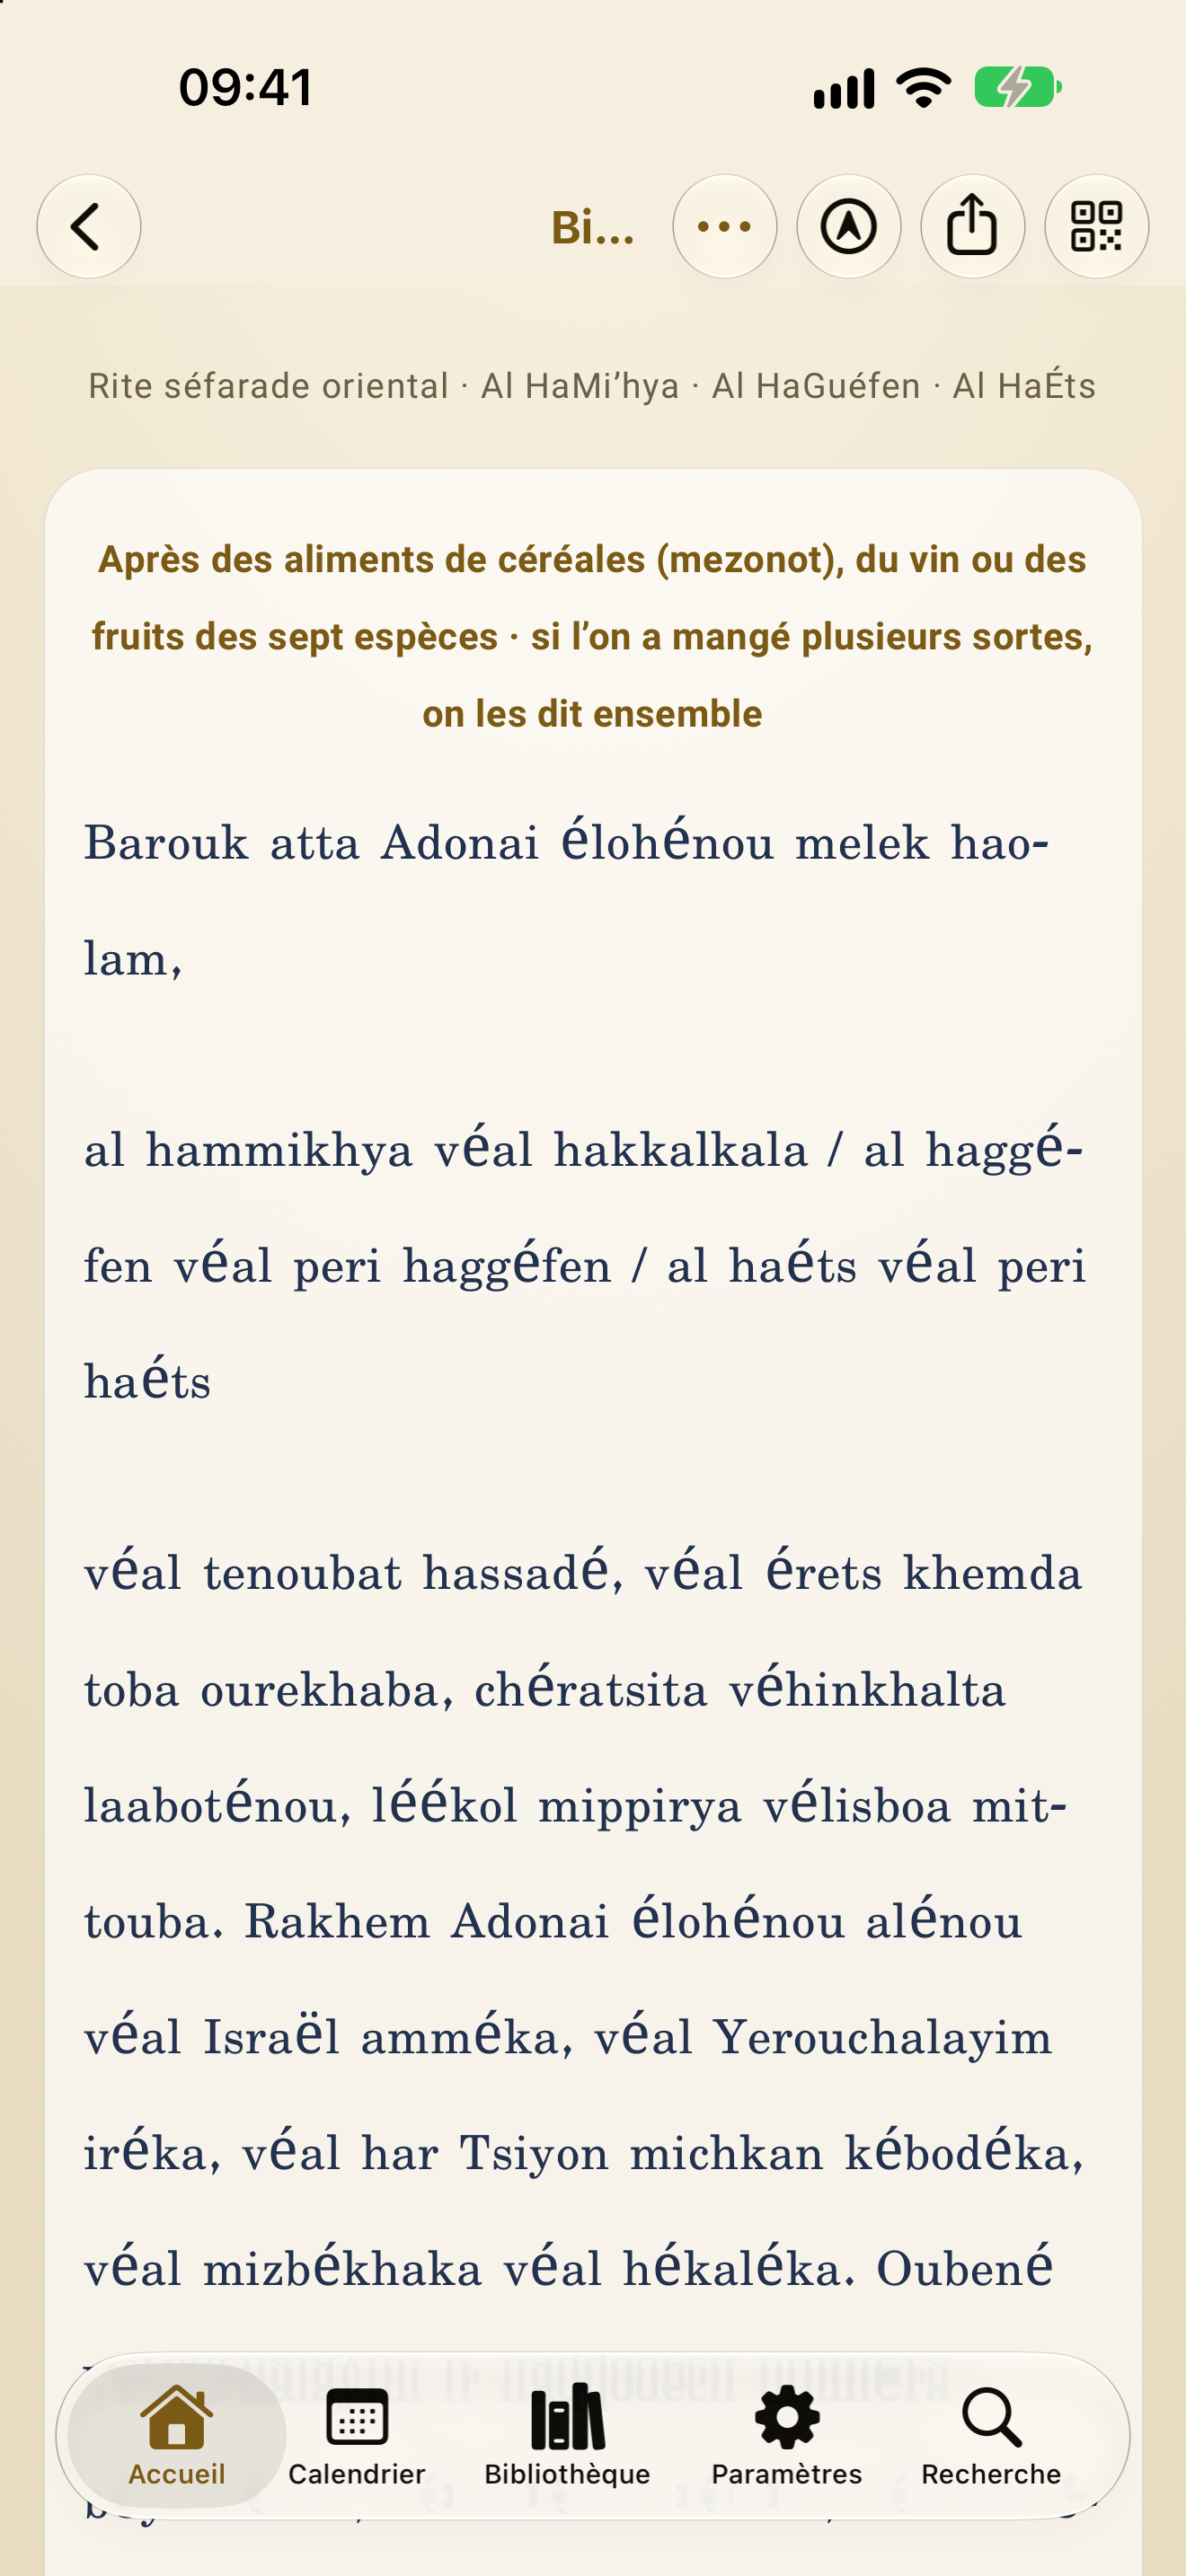 09:41
Bi...
Rite séfarade oriental · Al HaMi’hya · Al HaGuéfen · Al HaÉts
Après des aliments de céréales (mezonot), du vin ou des
fruits des sept espèces · si l’on a mangé plusieurs sortes,
on les dit ensemble
Barouk atta Adonai élohénou melek hao-
lam,
al hammikhya véal hakkalkala / al haggé-
fen véal peri haggéfen / al haéts véal peri
haéts
véal tenoubat hassadé, véal érets khemda
toba ourekhaba, chératsita véhinkhalta
laaboténou, léékol mippirya vélisboa mit-
touba. Rakhem Adonai élohénou alénou
véal Israël amméka, véal Yerouchalayim
iréka, véal har Tsiyon michkan kébodéka,
véal mizbékhaka véal hékaléka. Oubené
Accueil
Calendrier
Bibliothèque
Paramètres
Recherche